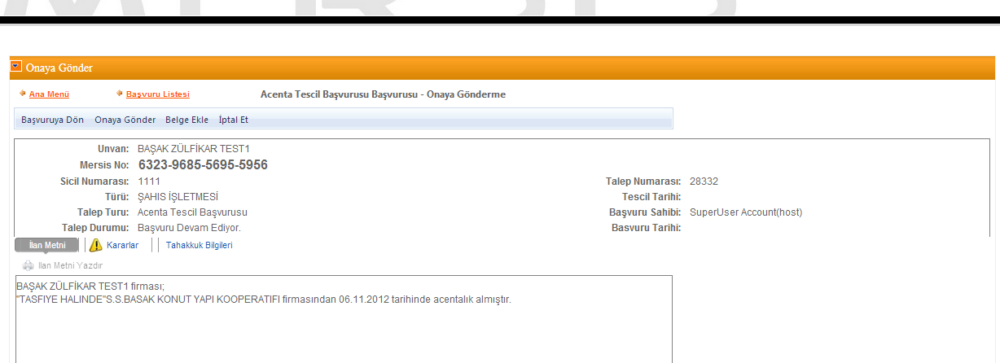 Onaya Gönder
Ana Menü Başvuru Listesi Acenta Tescil Başvurusu Başvurusu - Onaya Gönderme
Başvuruya Dön Onaya Gönder Belge Ekle İptal Et
Unvan: BAŞAK ZÜLFİKAR TEST1
Mersis No: 6323-9685-5695-5956
Sicil Numarası: 1111 Talep Numarası: 28332
Türü: ŞAHIS İŞLETMESİ Tescil Tarihi:
Talep Turu: Acenta Tescil Başvurusu Başvuru Sahibi: SuperUser Account(host)
Talep Durumu: Başvuru Devam Ediyor. Basvuru Tarihi:
İlan Metni Kararlar Tahakkuk Bilgileri
Ilan Metni Yazdır
BAŞAK ZÜLFİKAR TEST1 firması;
"TASFIYE HALINDE"S.S.BASAK KONUT YAPI KOOPERATIFI firmasından 06.11.2012 tarihinde acentalık almıştır.